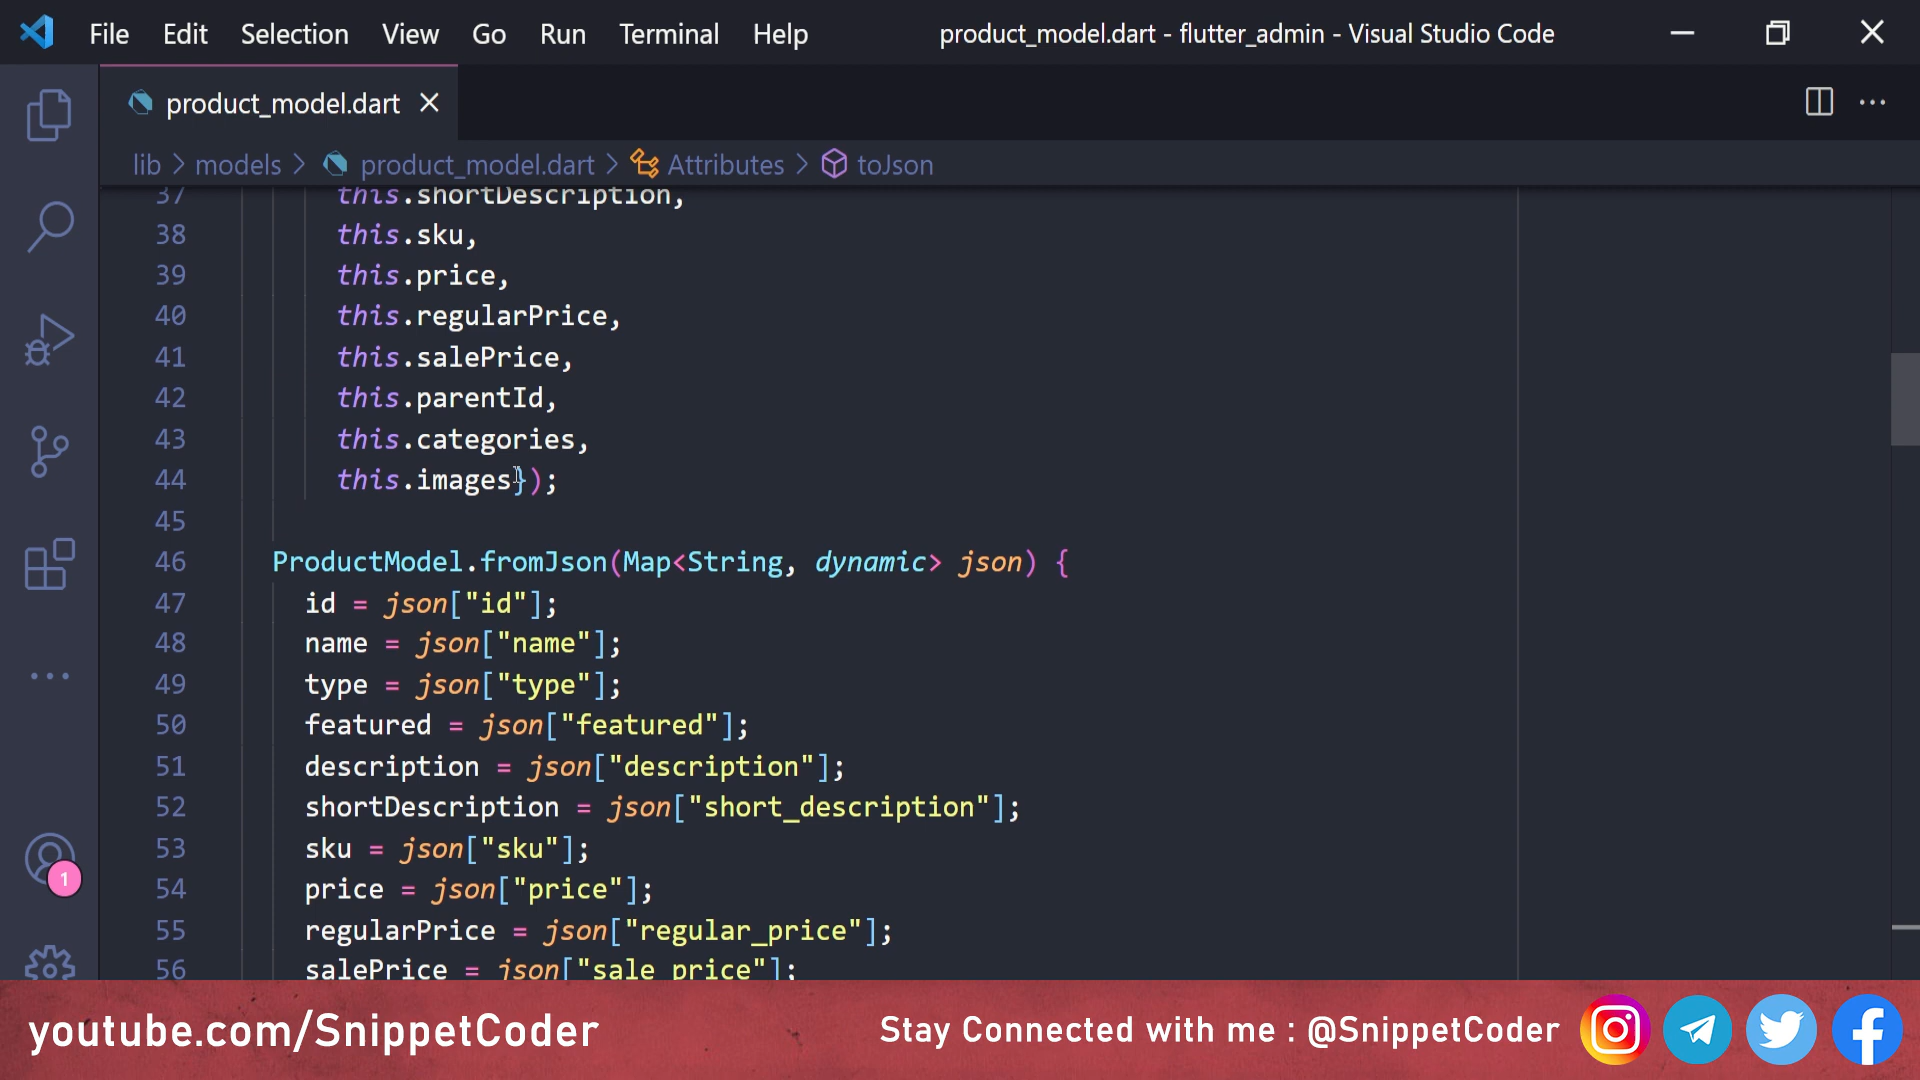 File Edit Selection View Go Run Terminal Help product_model.dart - flutter_admin - Visual Studio Code
product_model.dart
lib > models > product_model.dart > Attributes > toJson
37 this.shortDescription,
38 this.sku,
39 this.price,
40 this.regularPrice,
41 this.salePrice,
42 this.parentId,
43 this.categories,
44 this.images});
45
46 ProductModel.fromJson(Map<String, dynamic> json) {
47 id = json["id"];
48 name = json["name"];
49 type = json["type"];
50 featured = json["featured"];
51 description = json["description"];
52 shortDescription = json["short_description"];
53 sku = json["sku"];
54 price = json["price"];
55 regularPrice = json["regular_price"];
56 salePrice = json["sale_price"];
1
youtube.com/SnippetCoder
Stay Connected with me : @SnippetCoder